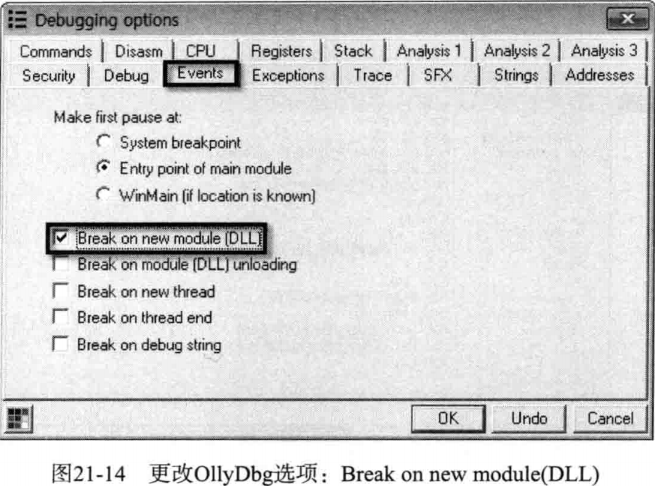 Debugging options
Commands Disasm CPU Registers Stack Analysis 1 Analysis 2 Analysis 3
Security Debug Events Exceptions Trace SFX Strings Addresses
Make first pause at:
System breakpoint
Entry point of main module
WinMain (if location is known)
Break on new module (DLL)
Break on module (DLL) unloading
Break on new thread
Break on thread end
Break on debug string
OK Undo Cancel
图21-14 更改OllyDbg选项：Break on new module(DLL)